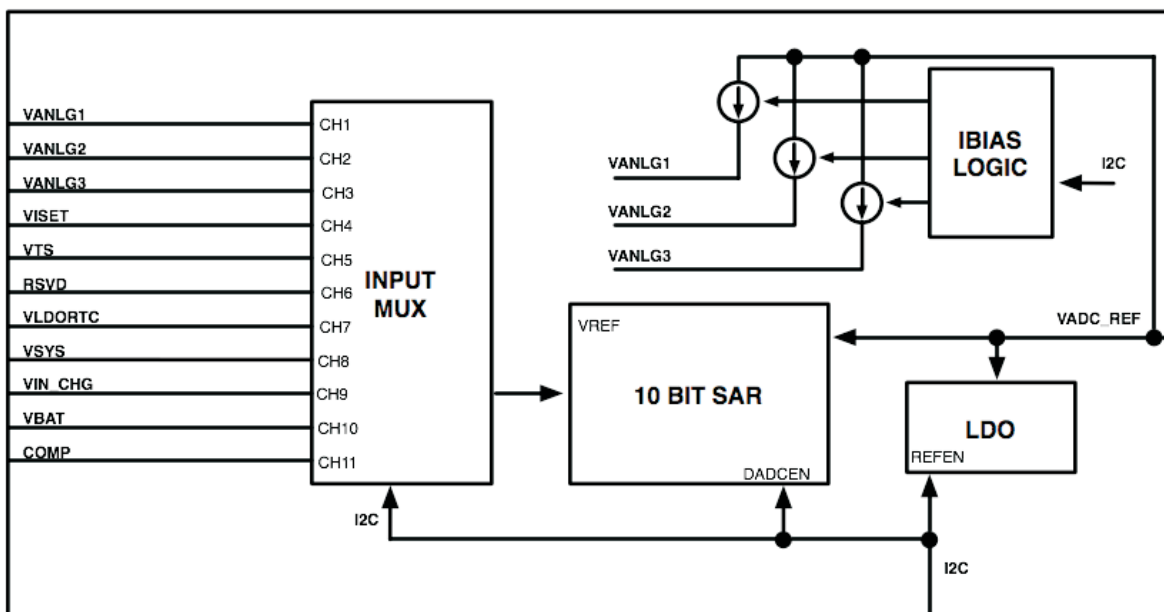 VANLG1
VANLG2
VANLG3
VISET
VTS
RSVD
VLDORTC
VSYS
VIN_CHG
VBAT
COMP
CH1
CH2
CH3
CH4
CH5
CH6
CH7
CH8
CH9
CH10
CH11
INPUT
MUX
I2C
VANLG1
VANLG2
VANLG3
IBIAS
LOGIC
I2C
VREF
10 BIT SAR
DADCEN
VADC_REF
LDO
REFEN
I2C